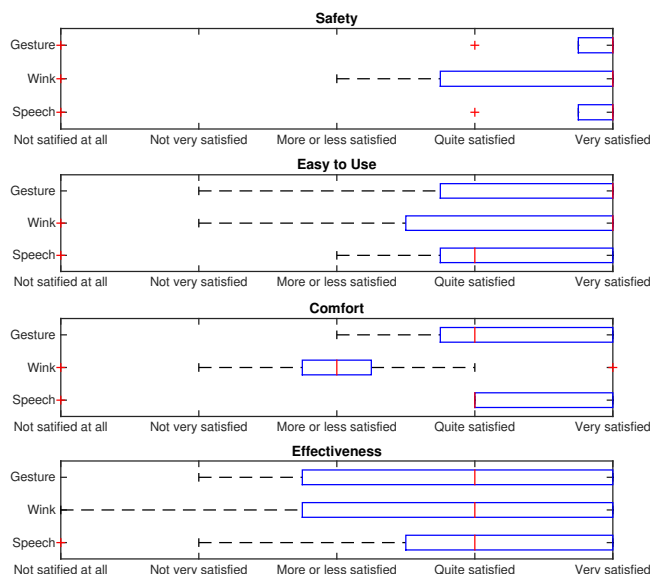 Safety
Gesture
Wink
Speech
Not satified at all Not very satisfied More or less satisfied Quite satisfied Very satisfied
Easy to Use
Gesture
Wink
Speech
Not satisfied at all Not very satisfied More or less satisfied Quite satisfied Very satisfied
Comfort
Gesture
Wink
Speech
Not satified at all Not very satisfied More or less satisfied Quite satisfied Very satisfied
Effectiveness
Gesture
Wink
Speech
Not satified at all Not very satisfied More or less satisfied Quite satisfied Very satisfied